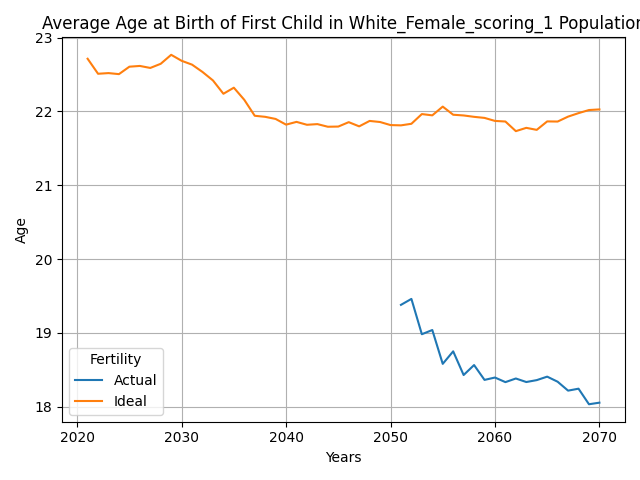 Average Age at Birth of First Child in White_Female_scoring_1 Population
23
22
21
20
19
18
Age
Fertility
Actual
Ideal
2020 2030 2040 2050 2060 2070
Years